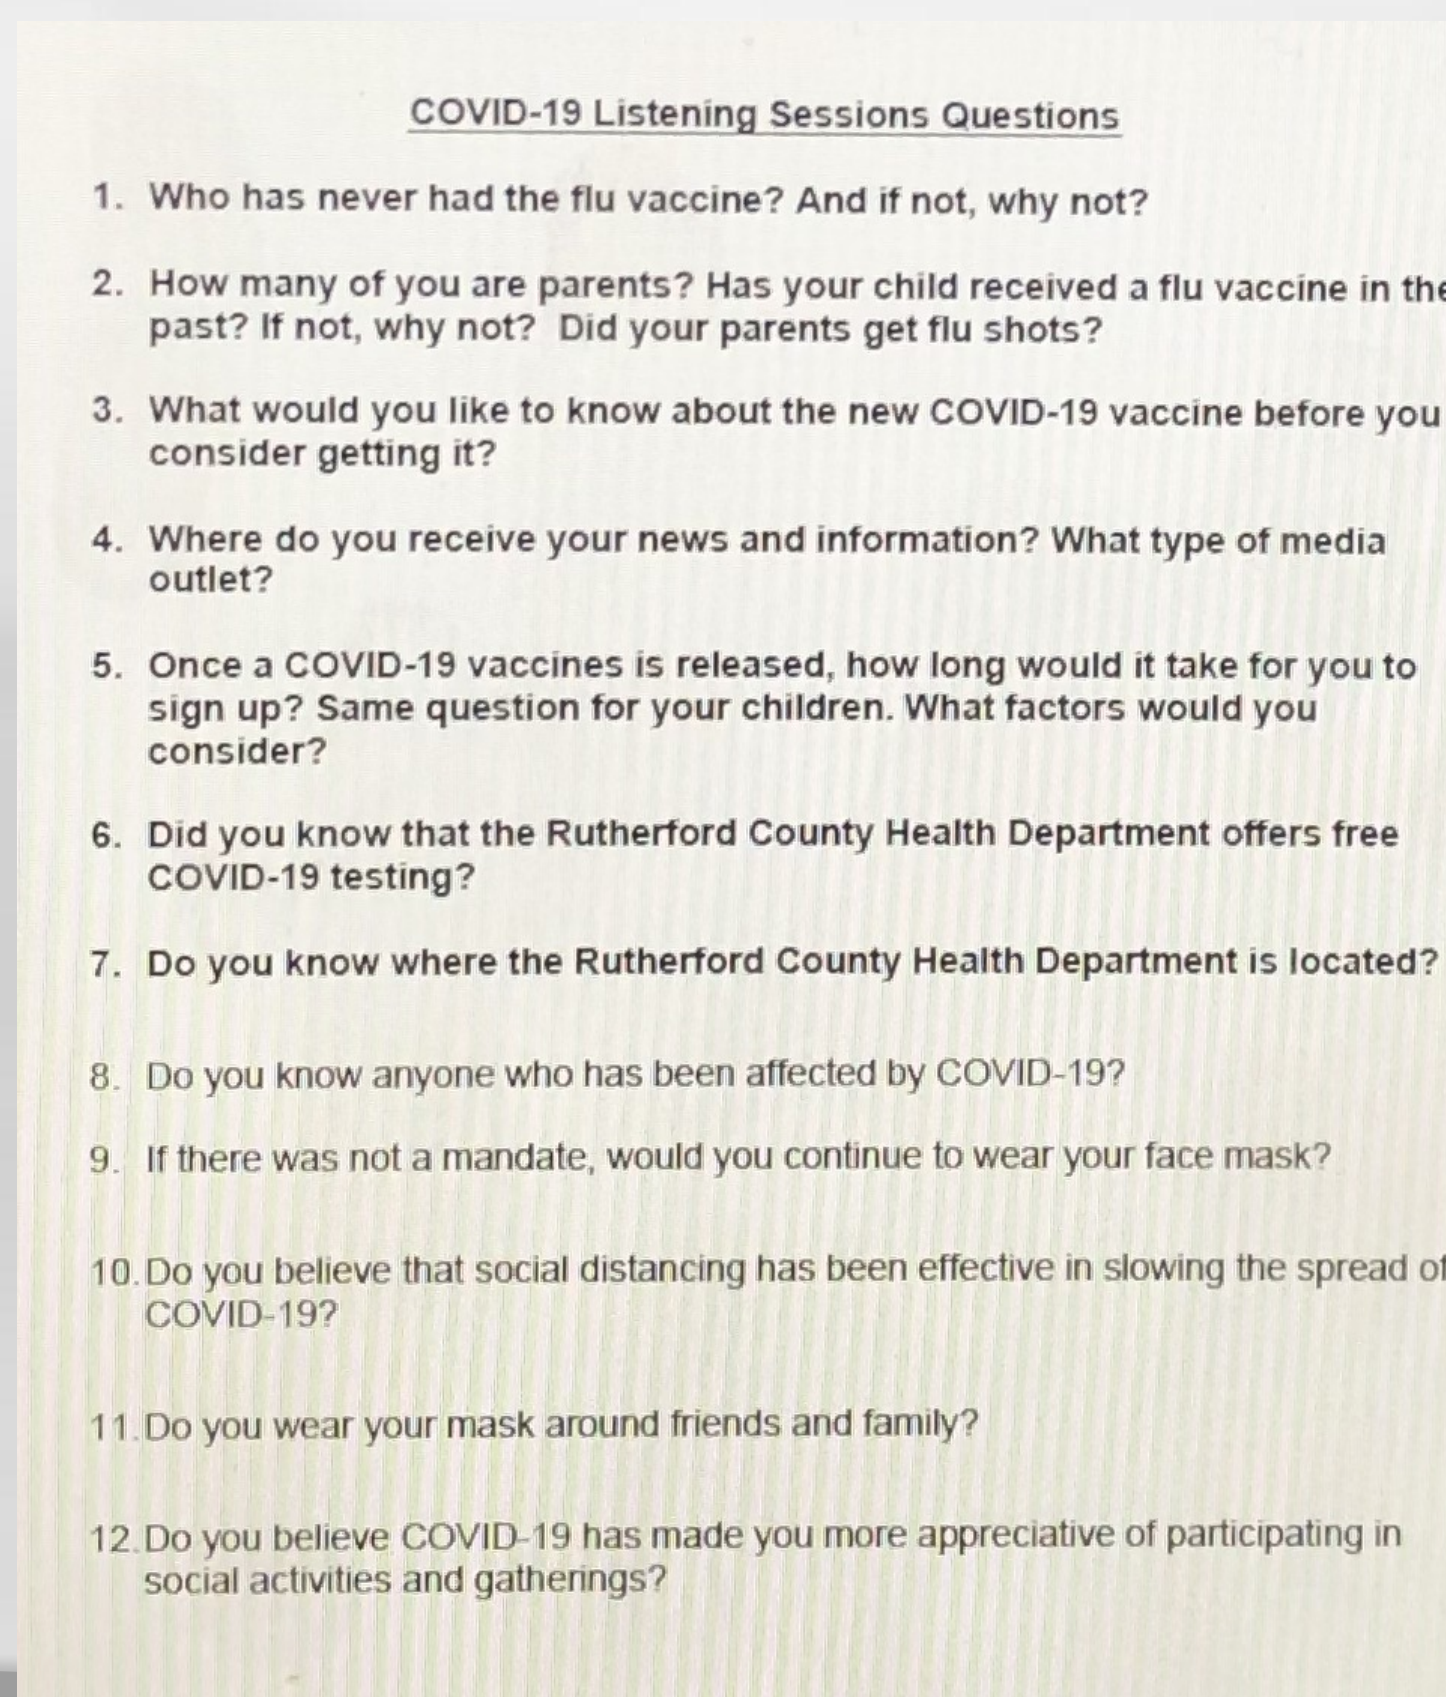 COVID-19 Listening Sessions Questions
1. Who has never had the flu vaccine? And if not, why not?
2. How many of you are parents? Has your child received a flu vaccine in the
past? If not, why not? Did your parents get flu shots?
3. What would you like to know about the new COVID-19 vaccine before you
consider getting it?
4. Where do you receive your news and information? What type of media
outlet?
5. Once a COVID-19 vaccines is released, how long would it take for you to
sign up? Same question for your children. What factors would you
consider?
6. Did you know that the Rutherford County Health Department offers free
COVID-19 testing?
7. Do you know where the Rutherford County Health Department is located?
8. Do you know anyone who has been affected by COVID-19?
9. If there was not a mandate, would you continue to wear your face mask?
10. Do you believe that social distancing has been effective in slowing the spread of
COVID-19?
11. Do you wear your mask around friends and family?
12. Do you believe COVID-19 has made you more appreciative of participating in
social activities and gatherings?